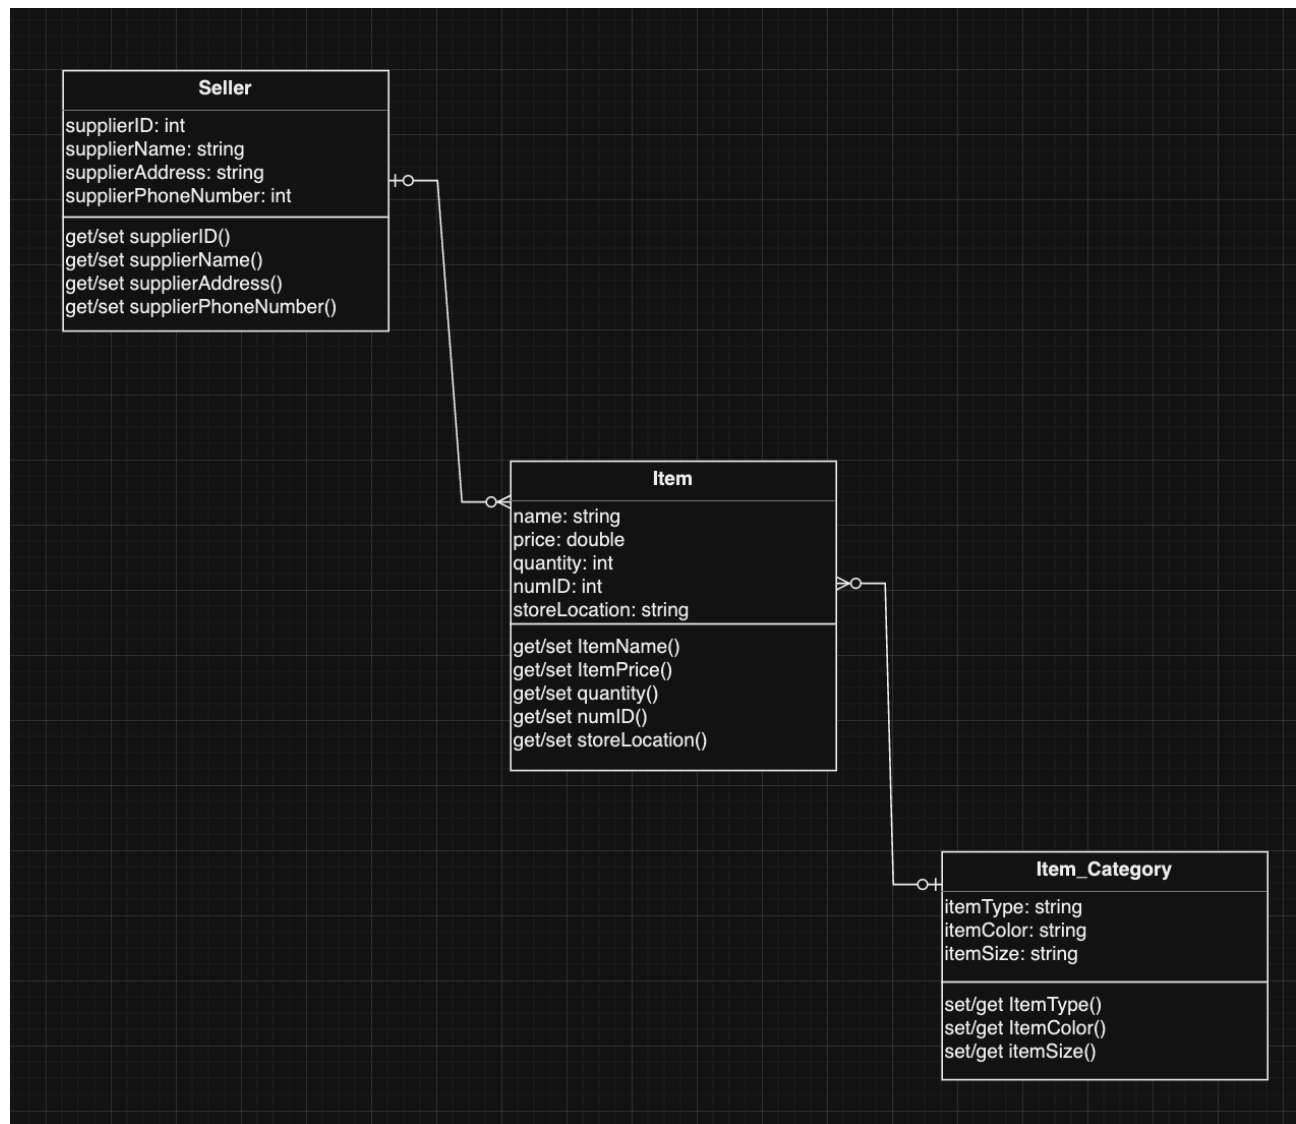 Seller
supplierID: int
supplierName: string
supplierAddress: string
supplierPhoneNumber: int
get/set supplierID()
get/set supplierName()
get/set supplierAddress()
get/set supplierPhoneNumber()
Item
name: string
price: double
quantity: int
numID: int
storeLocation: string
get/set ItemName()
get/set ItemPrice()
get/set quantity()
get/set numID()
get/set storeLocation()
Item_Category
itemType: string
itemColor: string
itemSize: string
set/get ItemType()
set/get ItemColor()
set/get itemSize()